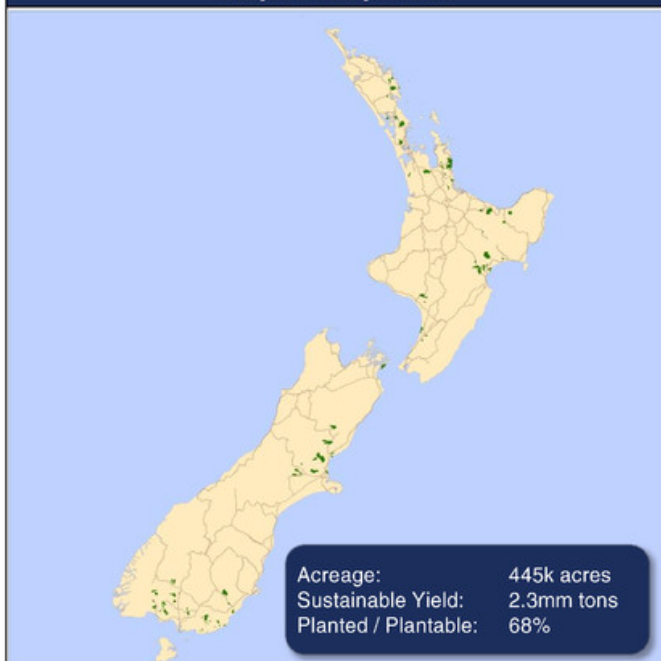 Acreage: 445k acres
Sustainable Yield: 2.3mm tons
Planted / Plantable: 68%